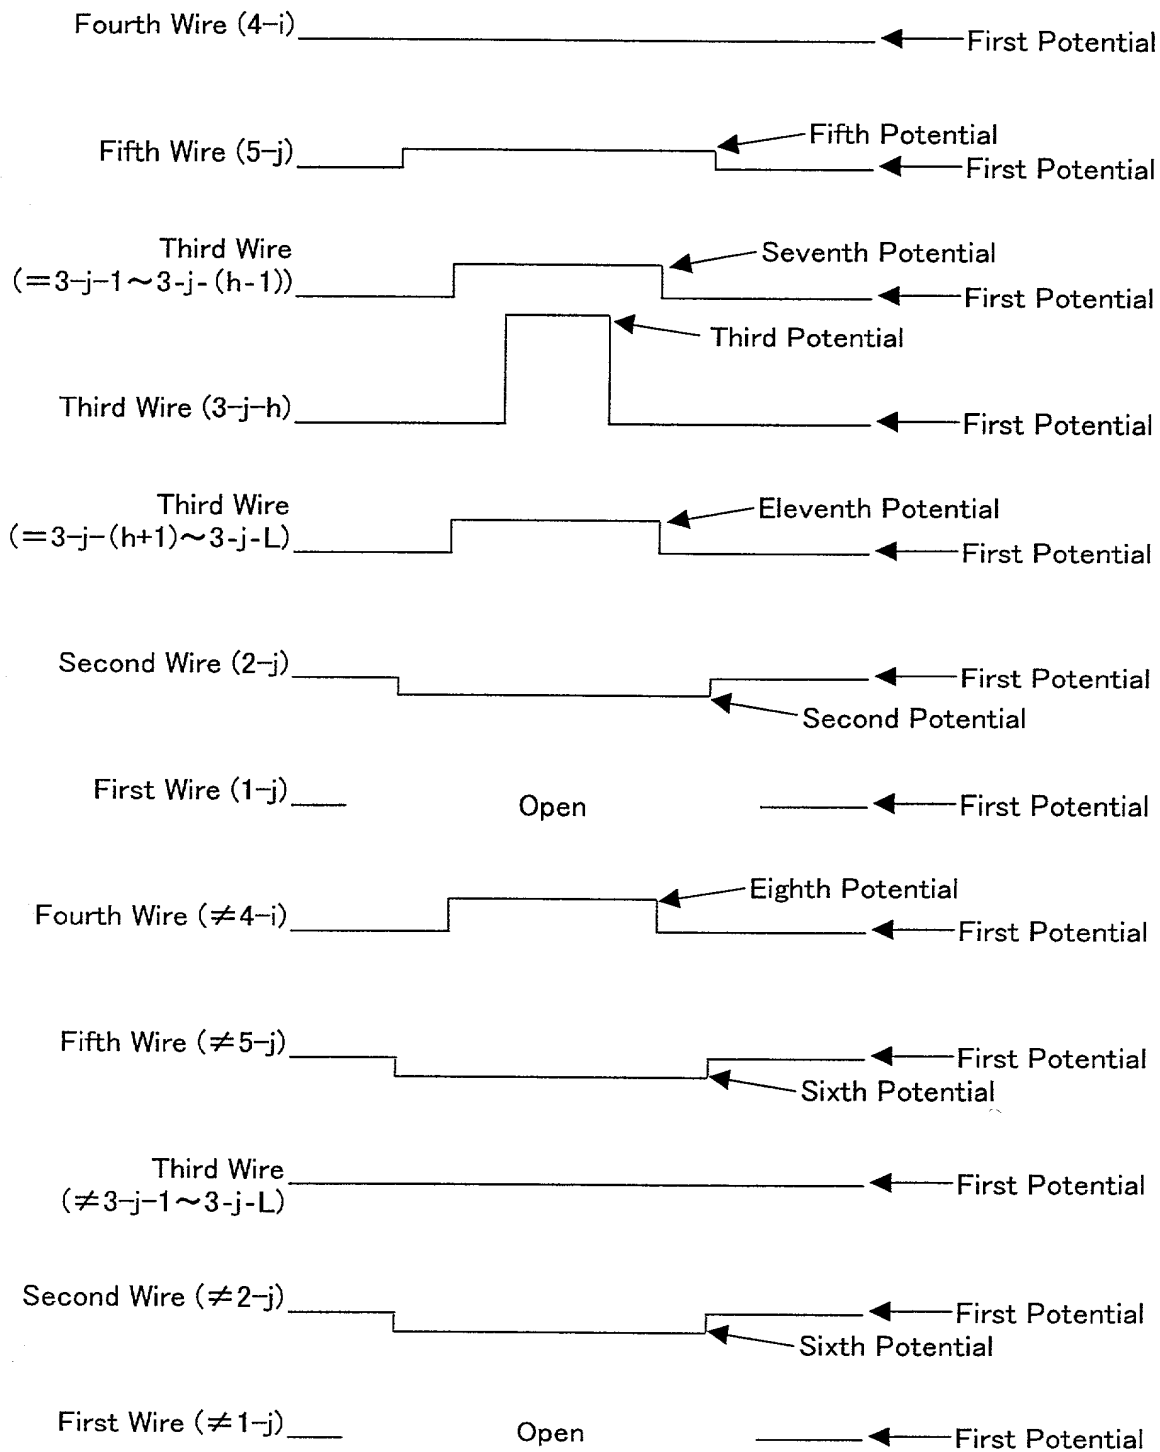 Fourth Wire (4-i)
First Potential
Fifth Potential
Fifth Wire (5-j)
First Potential
Third Wire
(=3-j-1~3-j-(h-1))
Seventh Potential
First Potential
Third Potential
Third Wire (3-j-h)
First Potential
Third Wire
(=3-j-(h+1)~3-j-L)
Eleventh Potential
First Potential
Second Wire (2-j)
First Potential
Second Potential
First Wire (1-j)
Open
First Potential
Eighth Potential
Fourth Wire (≠4-i)
First Potential
Fifth Wire (≠5-j)
First Potential
Sixth Potential
Third Wire
(≠3-j-1~3-j-L)
First Potential
Second Wire (≠2-j)
First Potential
Sixth Potential
First Wire (≠1-j)
Open
First Potential